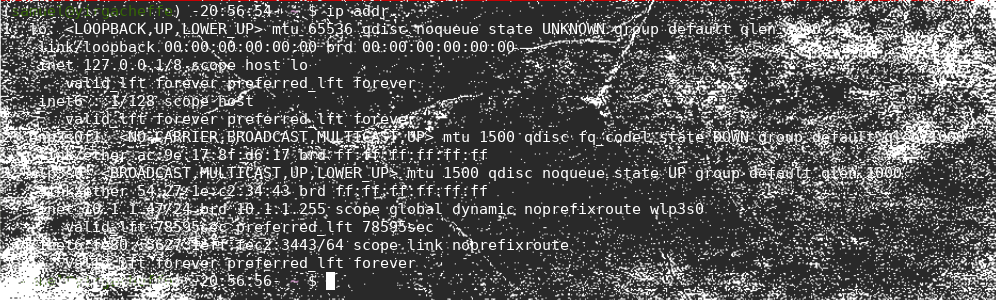 -20:56:54- $ ip addr
lo: <LOOPBACK,UP,LOWER_UP> mtu 65536 qdisc noqueue state UNKNOWN group default qlen
link/loopback 00:00:00:00:00:00 brd 00:00:00:00:00:00
inet 127.0.0.1/8 scope host lo
valid_lft forever preferred_lft forever
inet6 ::1/128 scope host
valid_lft forever preferred_lft forever
<NO-CARRIER,BROADCAST,MULTICAST,UP> mtu 1500 qdisc fq_codel state DOWN group default qlen 1000
link/ether ac:9e:17:8f:d6:17 brd ff:ff:ff:ff:ff:ff
<BROADCAST,MULTICAST,UP,LOWER_UP> mtu 1500 qdisc noqueue state UP group default qlen 1000
link/ether 54:27:1e:c2:34:43 brd ff:ff:ff:ff:ff:ff
inet 10.1.1.47/24 brd 10.1.1.255 scope global dynamic noprefixroute wlp3s0
valid_lft 78595sec preferred_lft 78595sec
inet6 fe80::5627:1eff:fec2:3443/64 scope link noprefixroute
valid_lft forever preferred_lft forever
-20:56:56- $